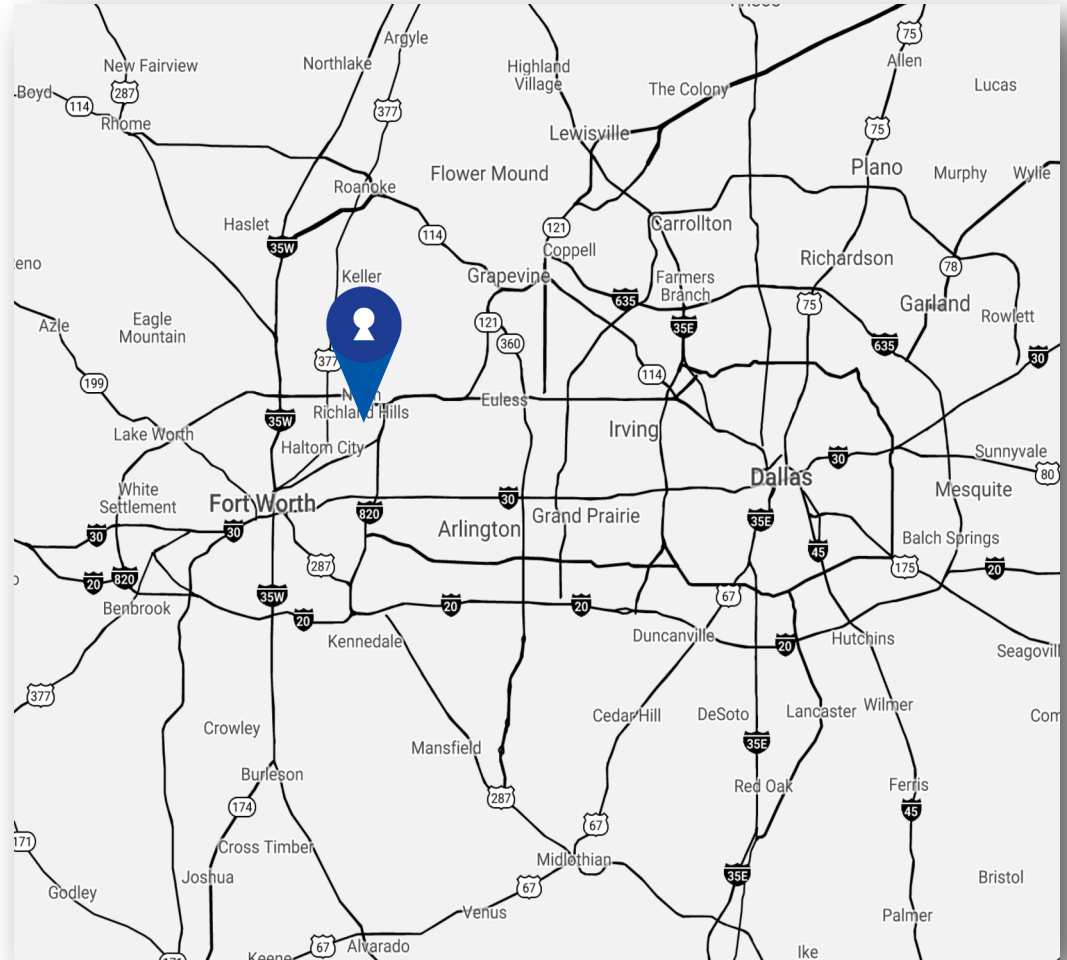 Argyle
75
New Fairview
Northlake
Highland
Village
Allen
287
The Colony
Lucas
Boyd
114
377
Rhome
75
Lewisville
Plano
Flower Mound
Murphy
Wylie
Roanoke
Haslet
121
Carrollton
114
35W
Coppell
Richardson
78
Keller
Grapevine
Farmers
Branch
635
75
Garland
Rowlett
Azle
Eagle
Mountain
121
35E
360
635
30
377
199
114
Richland Hills
Euless
35W
Lake Worth
Haltom City
Irving
30
Sunnyvale
80
Dallas
White
Settlement
Fort Worth
30
Mesquite
820
Grand Prairie
35E
Arlington
30
30
Balch Springs
45
287
175
20
20
820
35W
67
Benbrook
20
20
20
Kennedale
Duncanville
Hutchins
20
Seagovill
377
Cedar Hill
DeSoto
Lancaster
Wilmer
Com
Crowley
35E
Mansfield
Burleson
Red Oak
Ferris
287
174
45
67
171
Cross Timber
Midlothian
Joshua
35E
Bristol
Godley
67
Venus
Palmer
67
Alvarado
Ike
Keene
171